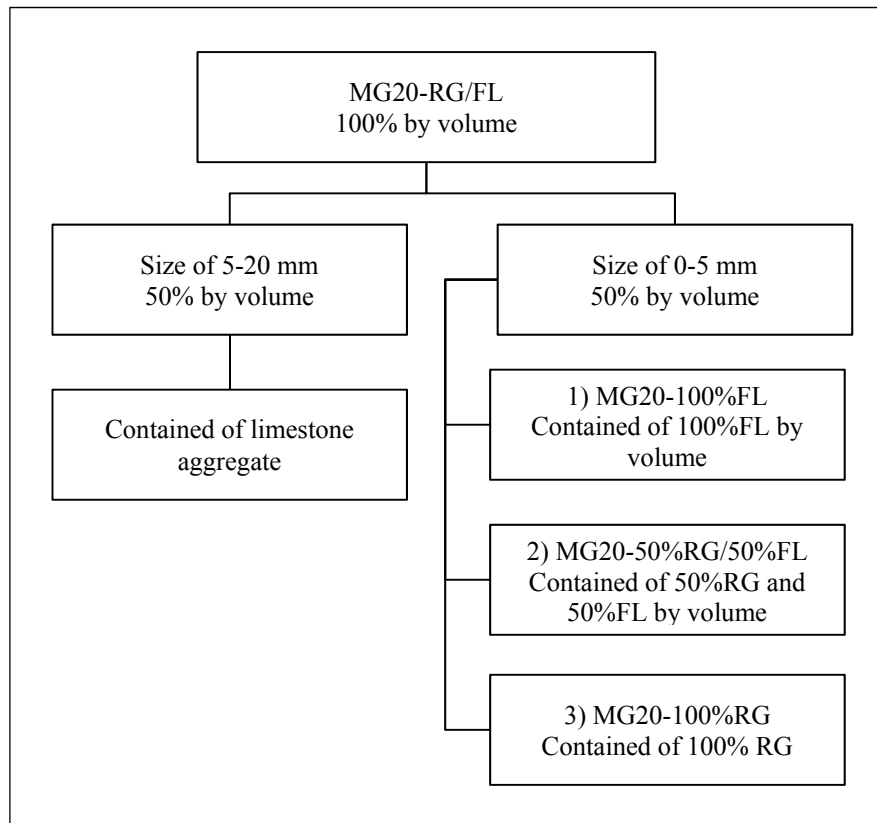 MG20-RG/FL
100% by volume
Size of 5-20 mm
50% by volume
Size of 0-5 mm
50% by volume
Contained of limestone
aggregate
1) MG20-100%FL
Contained of 100%FL by
volume
2) MG20-50%RG/50%FL
Contained of 50%RG and
50%FL by volume
3) MG20-100%RG
Contained of 100% RG